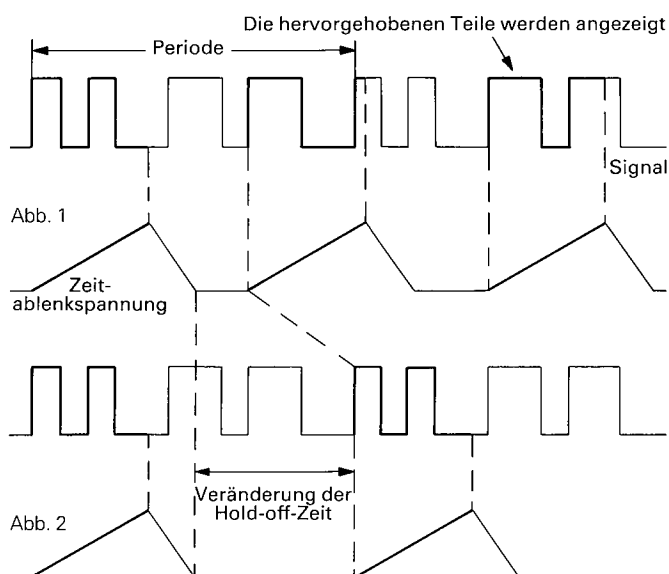 Die hervorgehobenen Teile werden angezeigt
Periode
Signal
Abb. 1
Zeit-
ablenkspannung
Veränderung der
Hold-off-Zeit
Abb. 2